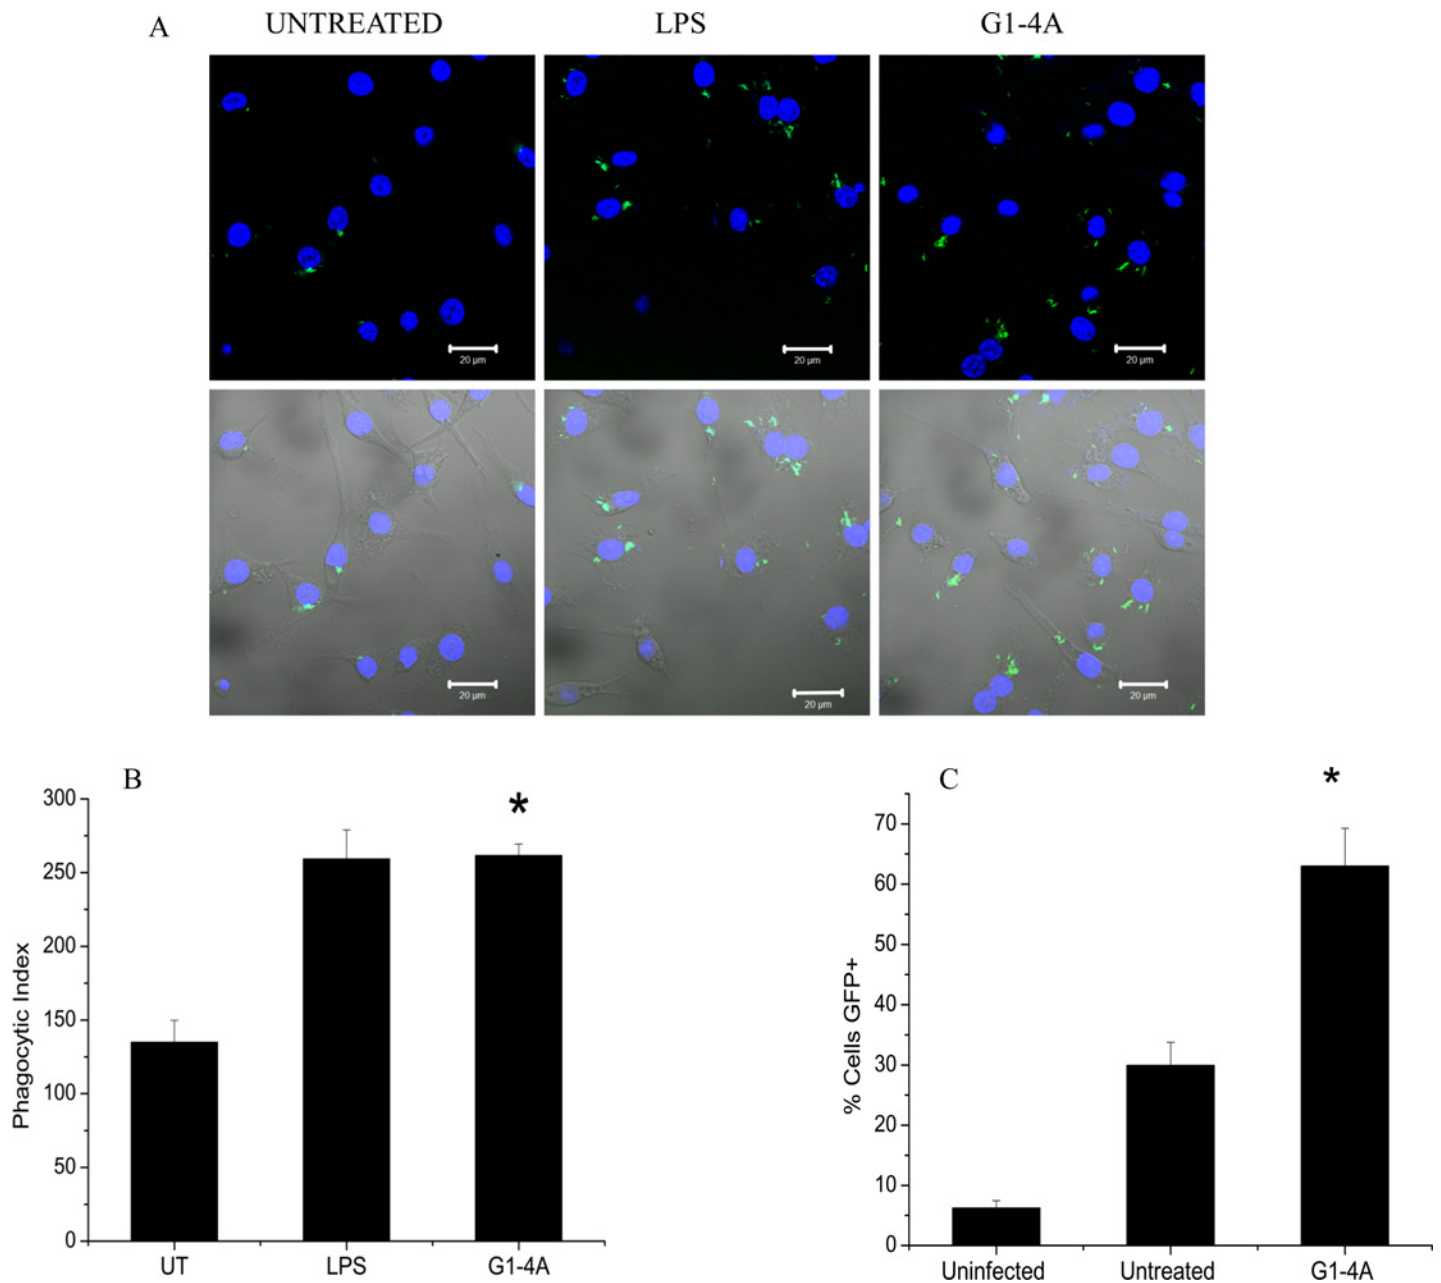 A
UNTREATED
LPS
G1-4A
20 µm
20 µm
20 µm
20 µm
20 µm
20 µm
B
*
Phagocytic Index
300
250
200
150
100
50
0
UT
LPS
G1-4A
C
*
% Cells GFP+
70
60
50
40
30
20
10
0
Uninfected
Untreated
G1-4A